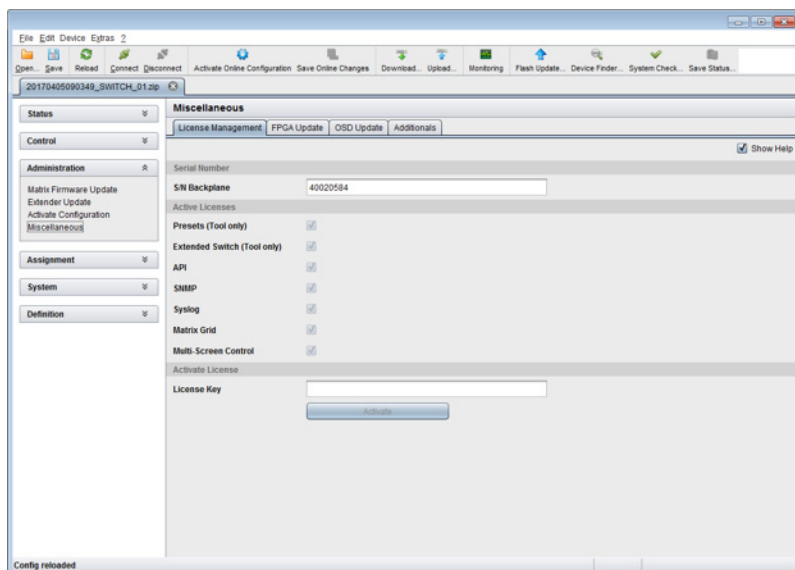 File Edit Device Extras ?
Open... Save Reload Connect Disconnect Activate Online Configuration Save Online Changes Download... Upload... Monitoring Flash Update... Device Finder... System Check... Save Status...
20170405090349_SWITCH_01.zip
Status
Control
Administration
Matrix Firmware Update
Extender Update
Activate Configuration
Miscellaneous
Assignment
System
Definition
Miscellaneous
License Management FPGA Update OSD Update Additionals
Show Help
Serial Number
S/N Backplane 40020584
Active Licenses
Presets (Tool only)
Extended Switch (Tool only)
API
SNMP
Syslog
Matrix Grid
Multi-Screen Control
Activate License
License Key
Activate
Config reloaded